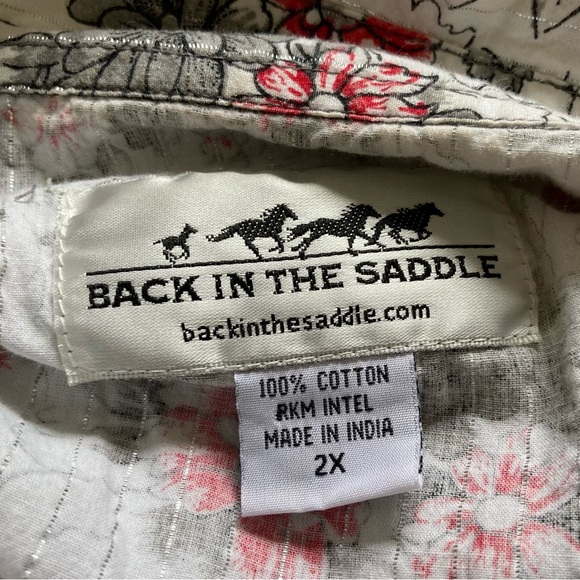 BACK IN THE SADDLE
backinthesaddle.com
100% COTTON
RKM INTEL
MADE IN INDIA
2X